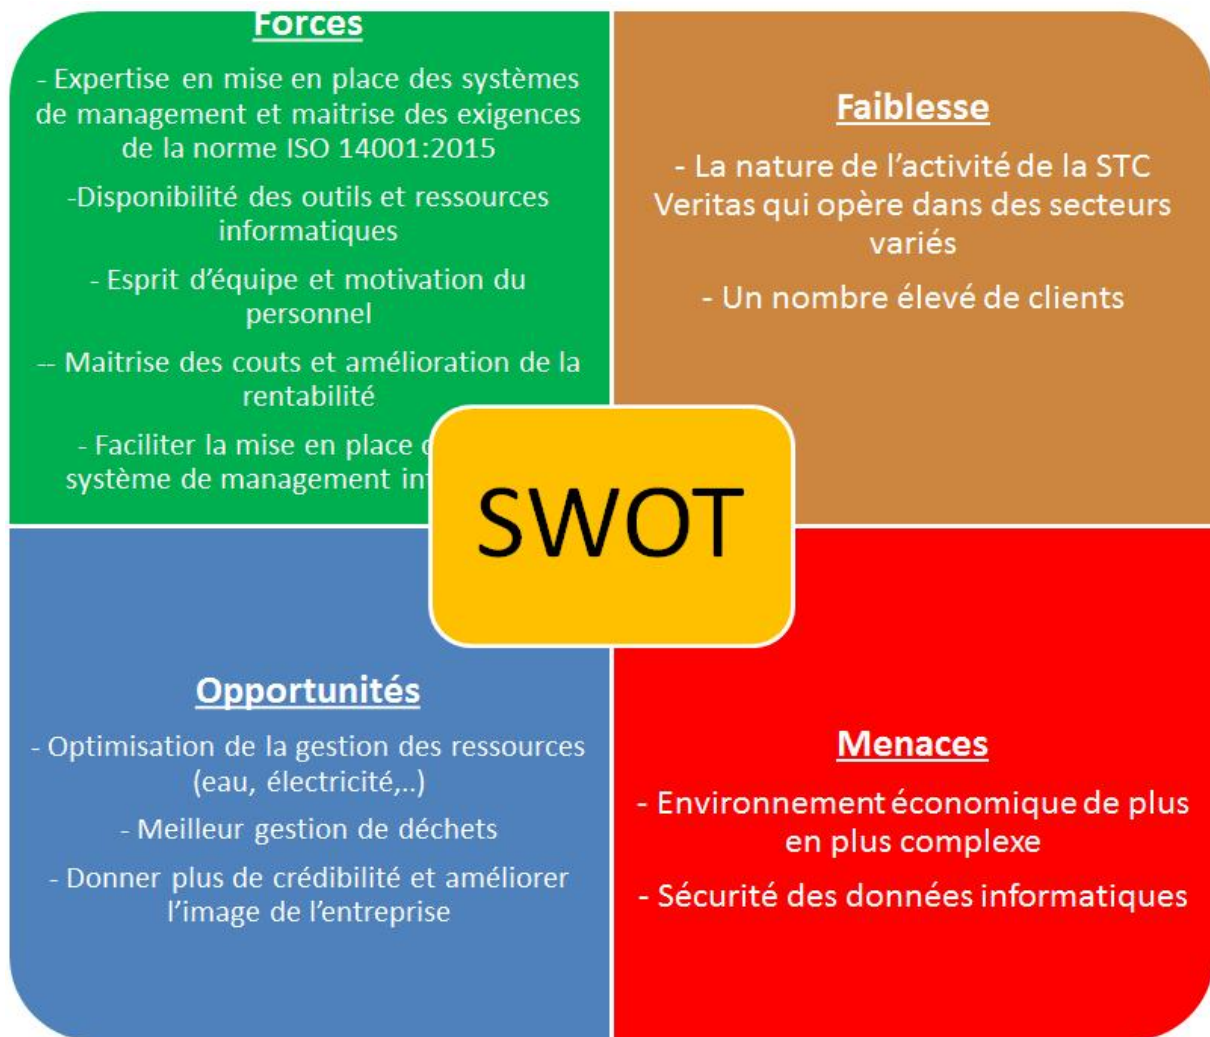 Forces
- Expertise en mise en place des systèmes
de management et maitrise des exigences
de la norme ISO 14001:2015
-Disponibilité des outils et ressources
informatiques
- Esprit d’équipe et motivation du
personnel
-- Maitrise des couts et amélioration de la
rentabilité
- Faciliter la mise en place
système de management
Faiblesse
- La nature de l’activité de la STC
Veritas qui opère dans des secteurs
variés
- Un nombre élevé de clients
SWOT
Opportunités
- Optimisation de la gestion des ressources
(eau, électricité,..)
- Meilleur gestion de déchets
- Donner plus de crédibilité et améliorer
l’image de l’entreprise
Menaces
- Environnement économique de plus
en plus complexe
- Sécurité des données informatiques